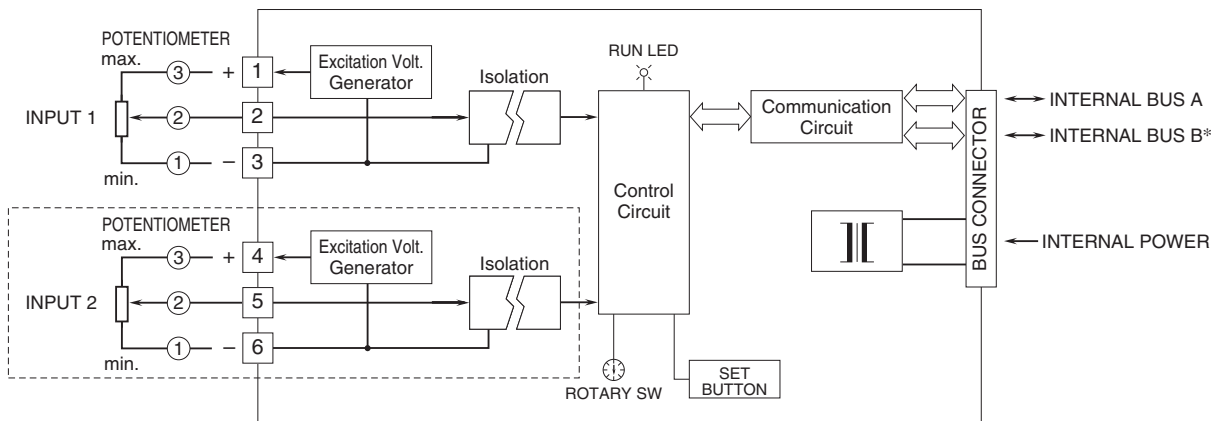 POTENTIOMETER
max.
3
+
1
Excitation Volt.
Generator
Isolation
RUN LED
INPUT 1
2
2
Communication
Circuit
INTERNAL BUS A
INTERNAL BUS B*
1
–
3
min.
Control
Circuit
BUS CONNECTOR
INTERNAL POWER
POTENTIOMETER
max.
3
+
4
Excitation Volt.
Generator
Isolation
INPUT 2
2
5
1
–
6
min.
ROTARY SW
SET
BUTTON